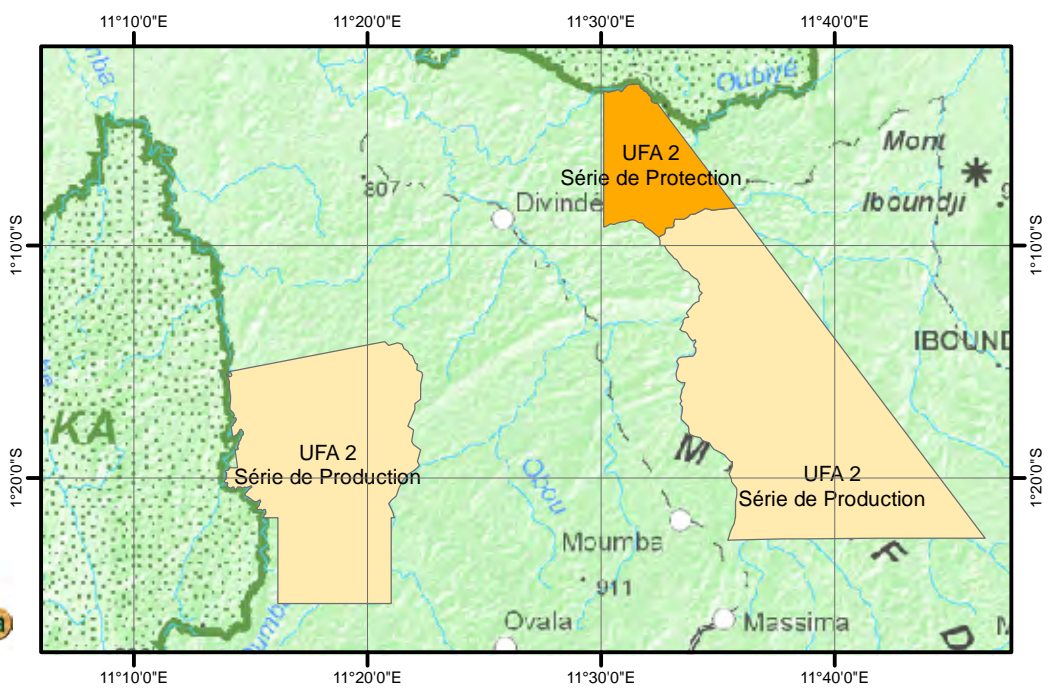 11°10'0"E
11°20'0"E
11°30'0"E
11°40'0"E
Oubiyé
Mont
Iboundji
807
Divindé
UFA 2
Série de Protection
1°10'0"S
1°10'0"S
IBOUND
KA
UFA 2
Série de Production
M
UFA 2
Série de Production
1°20'0"S
1°20'0"S
Obou
Moumba
F
911
Ovala
Massima
D
11°10'0"E
11°20'0"E
11°30'0"E
11°40'0"E